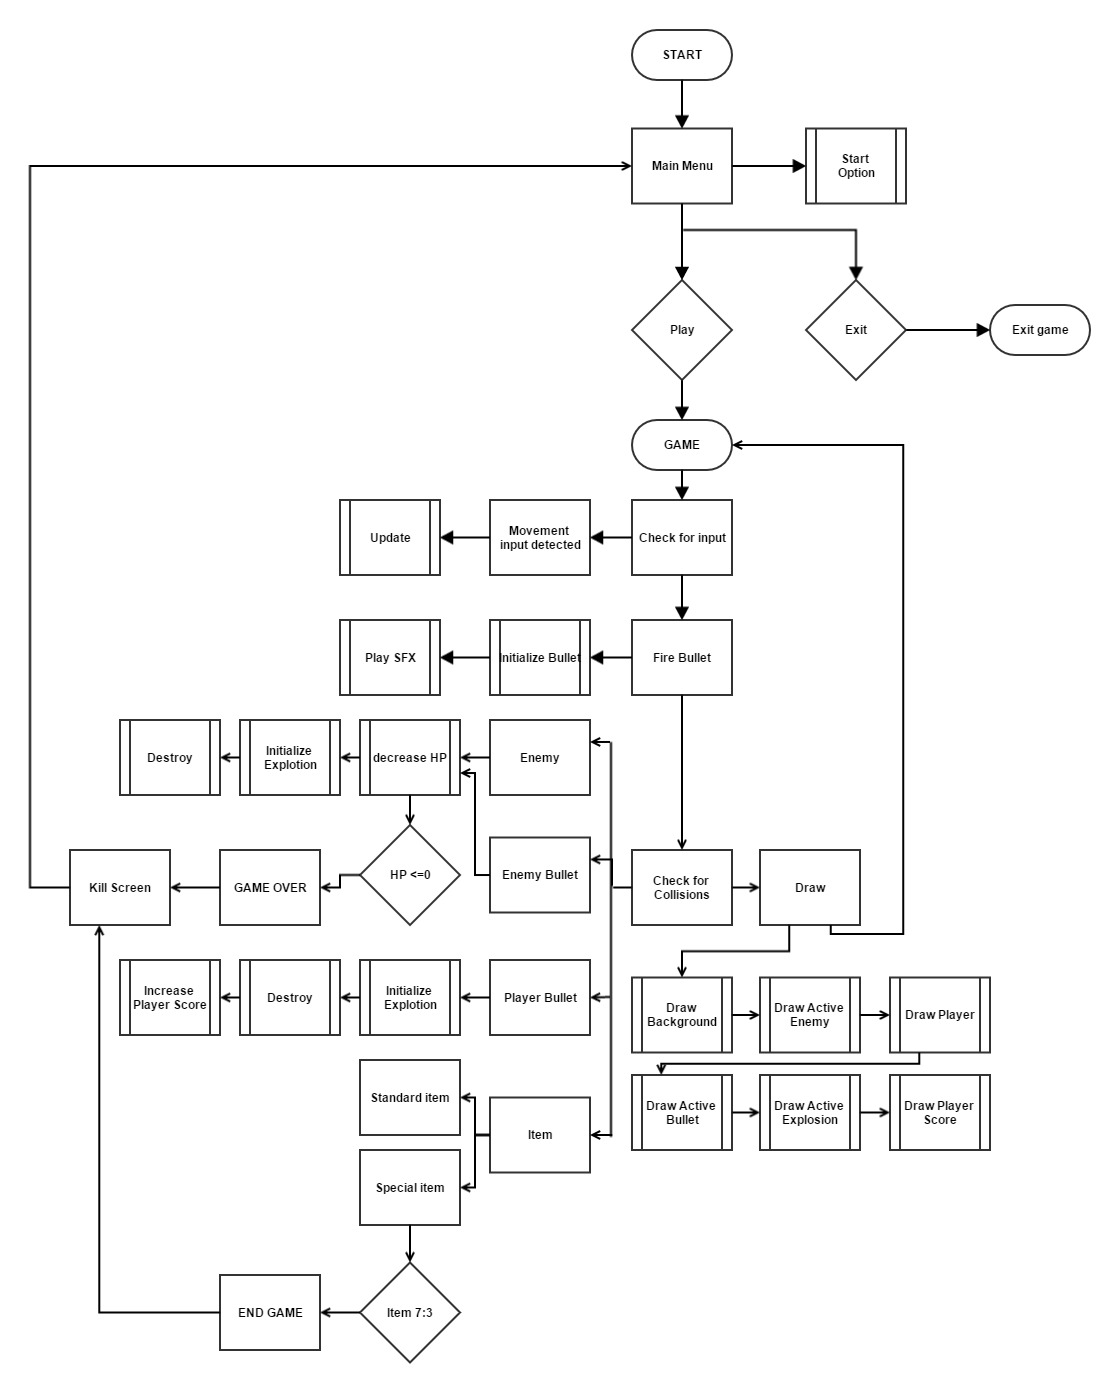 START
Main Menu
Start
Option
Play
Exit
Exit game
GAME
Update
Movement
input detected
Check for input
Play SFX
Initialize Bullet
Fire Bullet
Destroy
Initialize
Explotion
decrease HP
Enemy
Kill Screen
GAME OVER
HP <=0
Enemy Bullet
Check for
Collisions
Draw
Increase
Player Score
Destroy
Initialize
Explotion
Player Bullet
Draw
Background
Draw Active
Enemy
Draw Player
Standard item
Item
Draw Active
Bullet
Draw Active
Explosion
Draw Player
Score
Special item
END GAME
Item 7:3